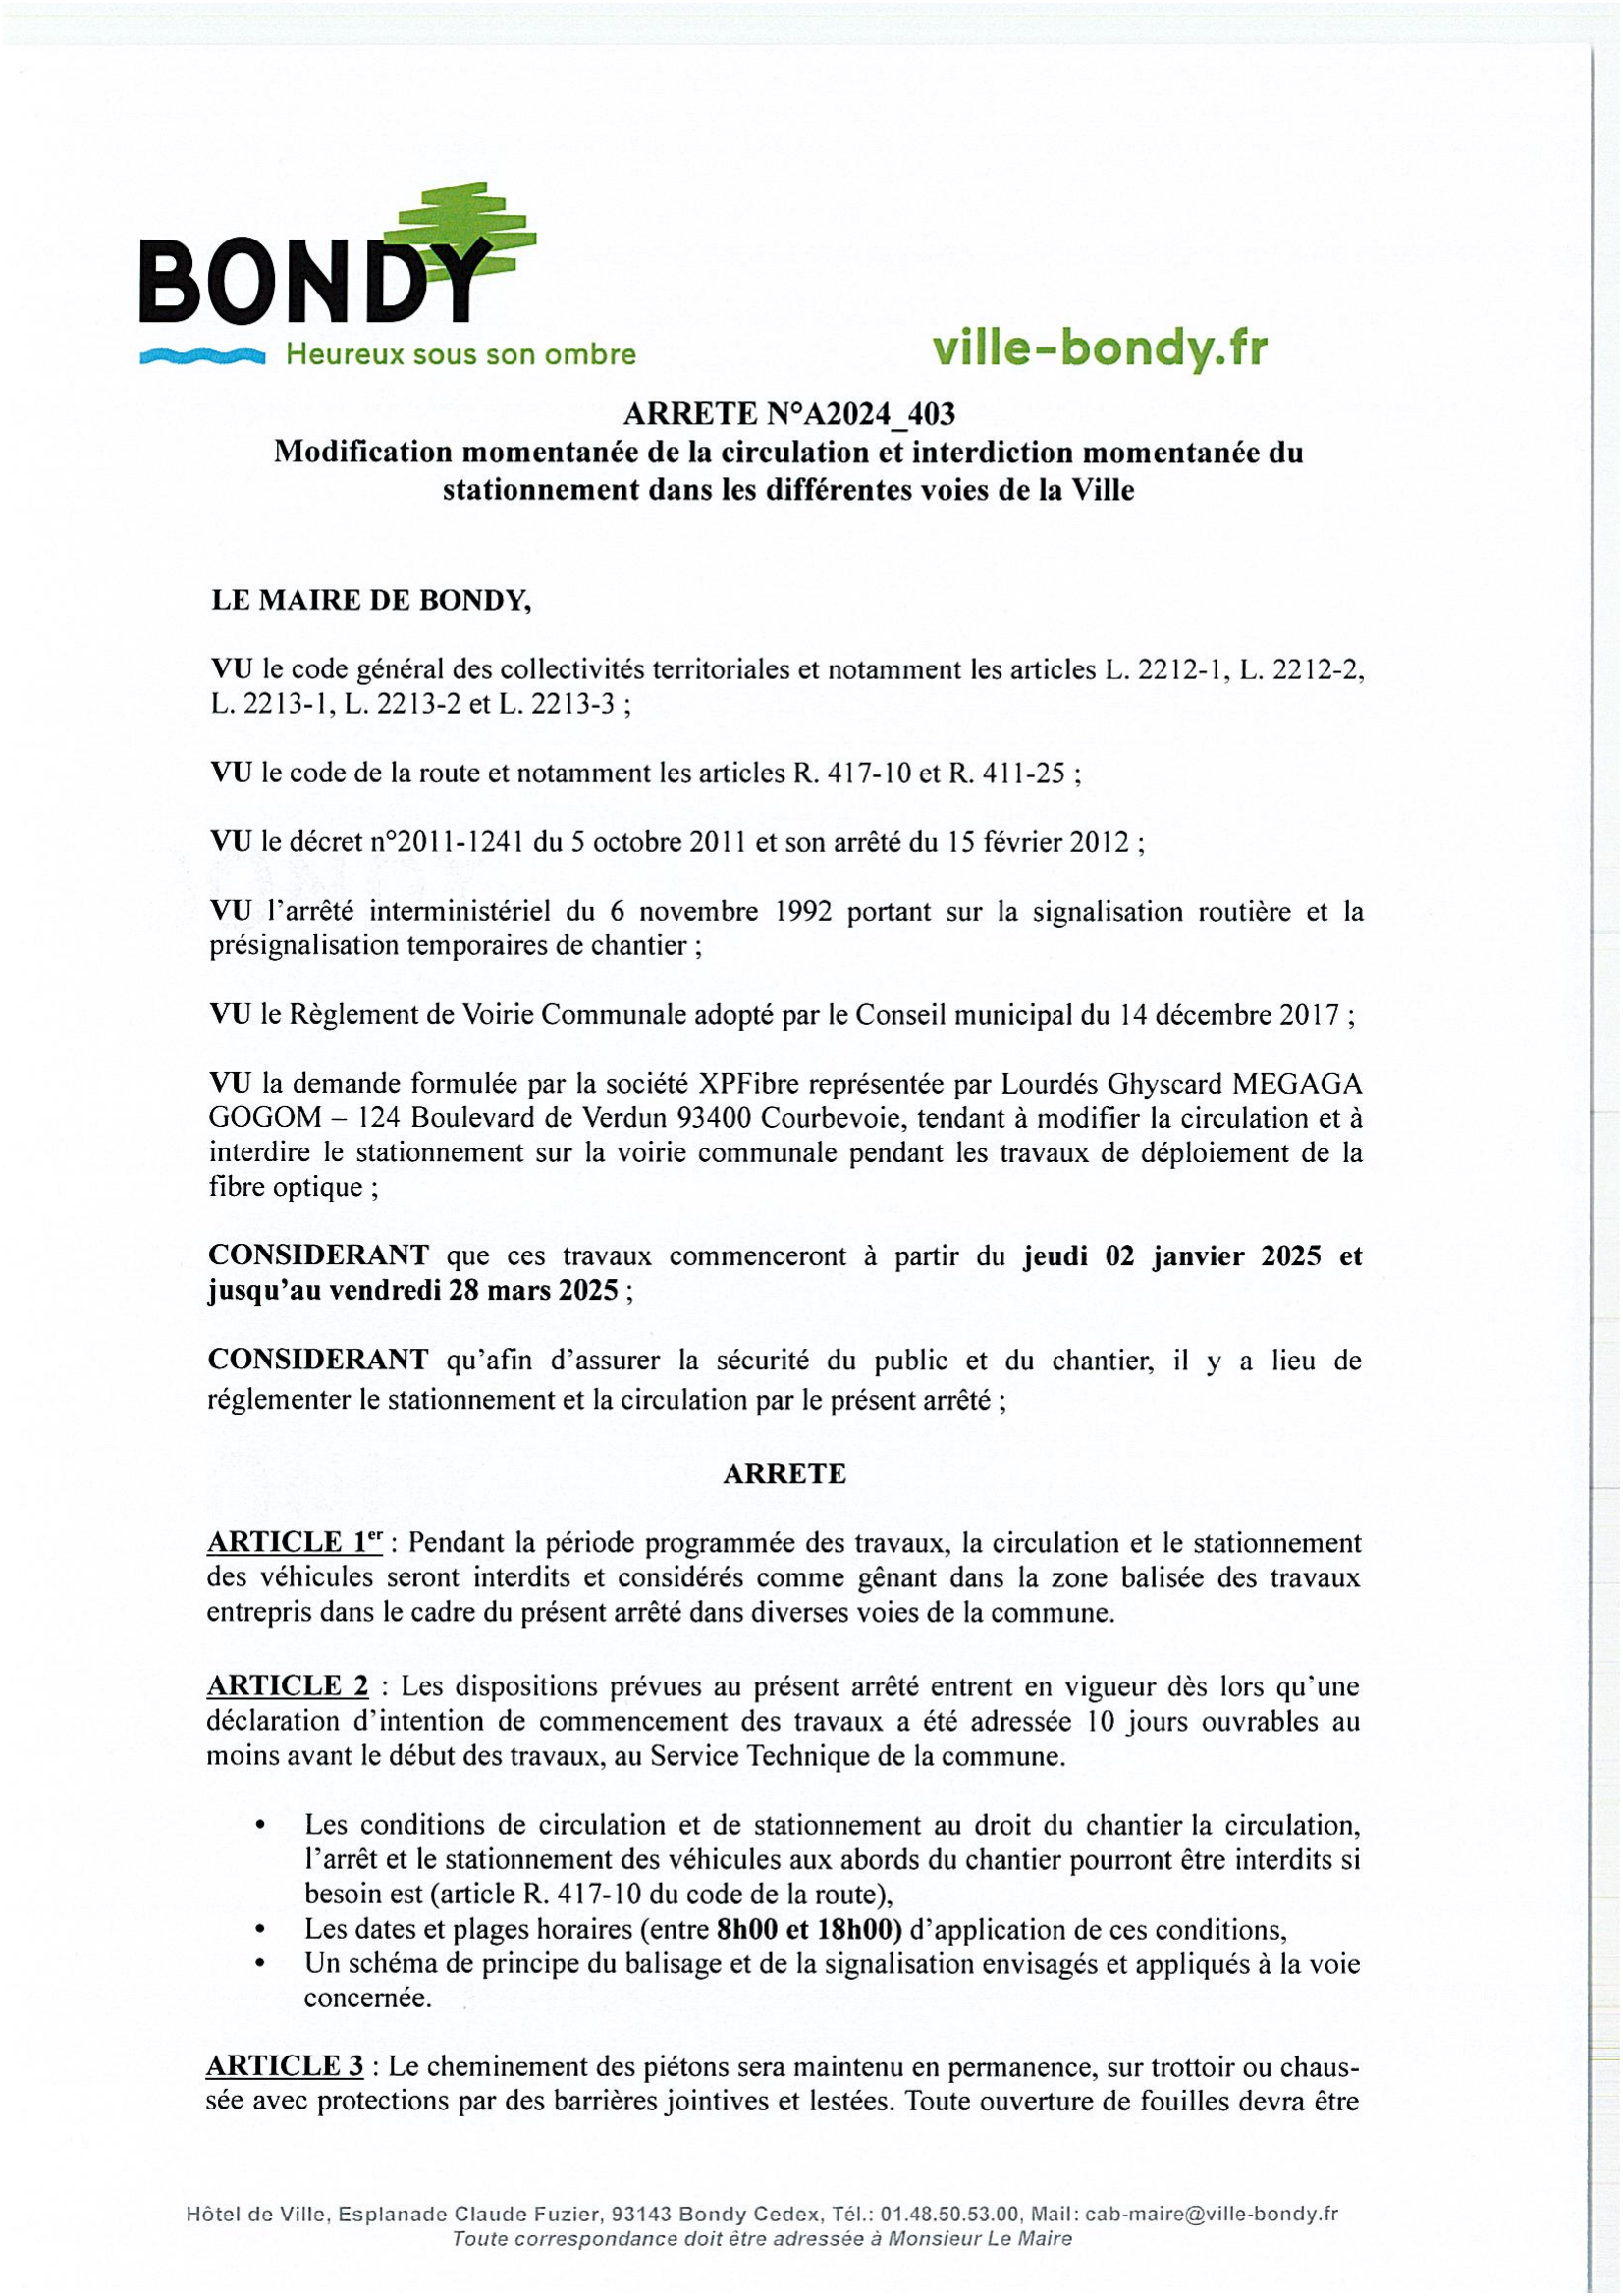 BONDY
Heureux sous son ombre
ville-bondy.fr
ARRETE N°A2024_403
Modification momentanée de la circulation et interdiction momentanée du
stationnement dans les différentes voies de la Ville
LE MAIRE DE BONDY,
VU le code général des collectivités territoriales et notamment les articles L. 2212-1, L. 2212-2,
L. 2213-1, L. 2213-2 et L. 2213-3 ;
VU le code de la route et notamment les articles R. 417-10 et R. 411-25 ;
VU le décret n°2011-1241 du 5 octobre 2011 et son arrêté du 15 février 2012 ;
VU l'arrêté interministériel du 6 novembre 1992 portant sur la signalisation routière et la
présignalisation temporaires de chantier ;
VU le Règlement de Voirie Communale adopté par le Conseil municipal du 14 décembre 2017 ;
VU la demande formulée par la société XPFibre représentée par Lourdés Ghyscard MEGAGA
GOGOM – 124 Boulevard de Verdun 93400 Courbevoie, tendant à modifier la circulation et à
interdire le stationnement sur la voirie communale pendant les travaux de déploiement de la
fibre optique ;
CONSIDERANT que ces travaux commenceront à partir du jeudi 02 janvier 2025 et
jusqu'au vendredi 28 mars 2025 ;
CONSIDERANT qu'afin d'assurer la sécurité du public et du chantier, il y a lieu de
réglementer le stationnement et la circulation par le présent arrêté ;
ARRETE
ARTICLE 1er : Pendant la période programmée des travaux, la circulation et le stationnement
des véhicules seront interdits et considérés comme gênant dans la zone balisée des travaux
entrepris dans le cadre du présent arrêté dans diverses voies de la commune.
ARTICLE 2 : Les dispositions prévues au présent arrêté entrent en vigueur dès lors qu'une
déclaration d'intention de commencement des travaux a été adressée 10 jours ouvrables au
moins avant le début des travaux, au Service Technique de la commune.
• Les conditions de circulation et de stationnement au droit du chantier la circulation,
l'arrêt et le stationnement des véhicules aux abords du chantier pourront être interdits si
besoin est (article R. 417-10 du code de la route),
• Les dates et plages horaires (entre 8h00 et 18h00) d'application de ces conditions,
• Un schéma de principe du balisage et de la signalisation envisagés et appliqués à la voie
concernée.
ARTICLE 3 : Le cheminement des piétons sera maintenu en permanence, sur trottoir ou chaus-
sée avec protections par des barrières jointives et lestées. Toute ouverture de fouilles devra être
Hôtel de Ville, Esplanade Claude Fuzier, 93143 Bondy Cedex, Tél.: 01.48.50.53.00, Mail: cab-maire@ville-bondy.fr
Toute correspondance doit être adressée à Monsieur Le Maire